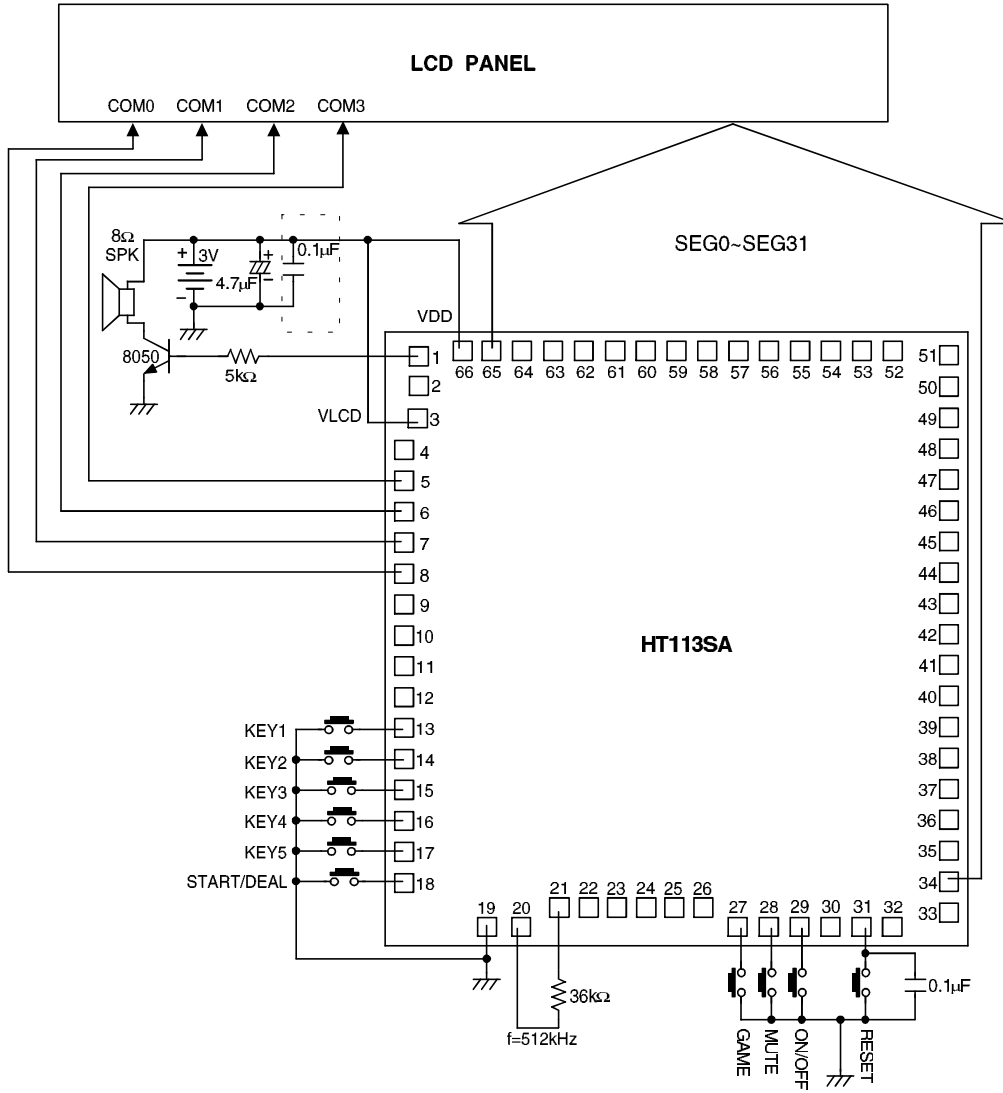 LCD PANEL
COM0 COM1 COM2 COM3
SEG0~SEG31
8Ω
SPK
+ 3V
−
4.7μF
+
−
0.1μF
VDD
8050
5kΩ
VLCD
1
2
3
4
5
6
7
8
9
10
11
12
13
14
15
16
17
18
66 65 64 63 62 61 60 59 58 57 56 55 54 53 52
51
50
49
48
47
46
45
44
43
42
41
40
39
38
37
36
35
34
33
HT113SA
KEY1
KEY2
KEY3
KEY4
KEY5
START/DEAL
19 20 21 22 23 24 25 26 27 28 29 30 31 32
36kΩ
f=512kHz
0.1μF
GAME
MUTE
ON/OFF
RESET